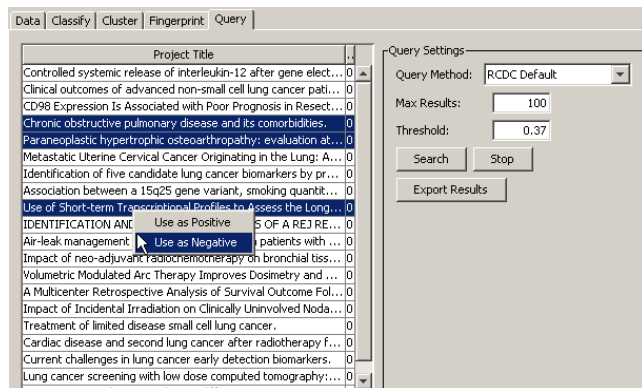 Data Classify Cluster Fingerprint Query
Project Title ..
Controlled systemic release of interleukin-12 after gene elect... 0
Clinical outcomes of advanced non-small cell lung cancer pati... 0
CD98 Expression Is Associated with Poor Prognosis in Resect... 0
Chronic obstructive pulmonary disease and its comorbidities. 0
Paraneoplastic hypertrophic osteoarthropathy: evaluation at... 0
Metastatic Uterine Cervical Cancer Originating in the Lung: A... 0
Identification of five candidate lung cancer biomarkers by pr... 0
Association between a 15q25 gene variant, smoking quantit... 0
Use of Short-term Transcriptional Profiles to Assess the Long... 0
IDENTIFICATION AND S OF A REJ RE... 0
Air-leak management patients with ... 0
Impact of neo-adjuvant radiochemotherapy on bronchial tiss... 0
Volumetric Modulated Arc Therapy Improves Dosimetry and ... 0
A Multicenter Retrospective Analysis of Survival Outcome Fol... 0
Impact of Incidental Irradiation on Clinically Uninvolved Noda... 0
Treatment of limited disease small cell lung cancer. 0
Cardiac disease and second lung cancer after radiotherapy f... 0
Current challenges in lung cancer early detection biomarkers. 0
Lung cancer screening with low dose computed tomography:... 0
Use as Positive
Use as Negative
Query Settings
Query Method: RCDC Default
Max Results: 100
Threshold: 0.37
Search Stop
Export Results